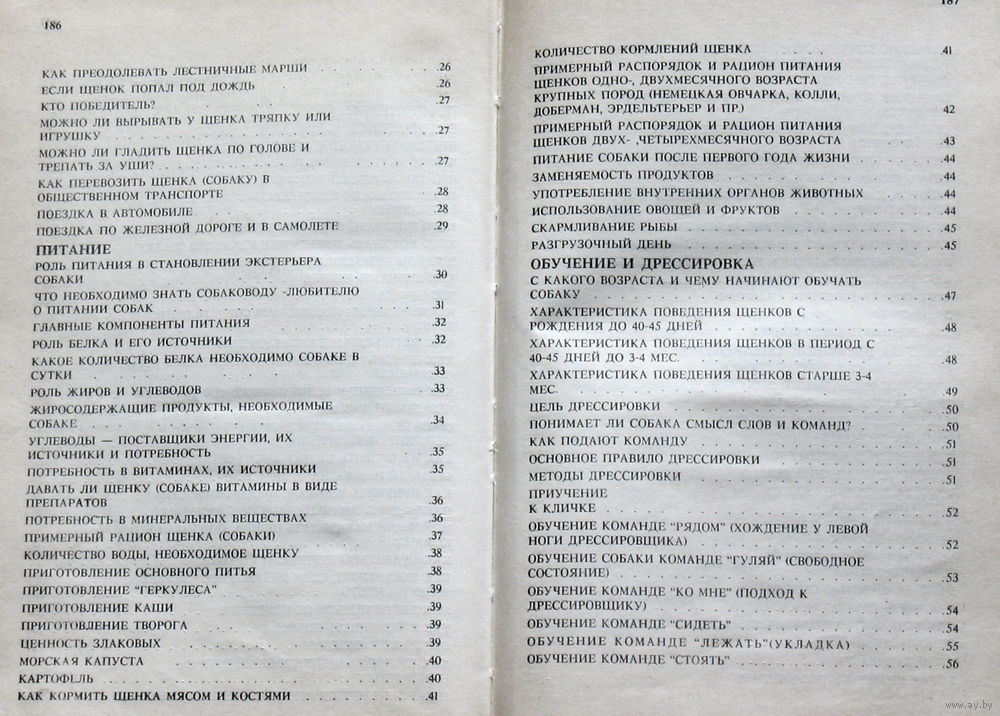 186
КАК ПРЕОДОЛЕВАТЬ ЛЕСТНИЧНЫЕ МАРШИ . . . . . . . .26
ЕСЛИ ЩЕНОК ПОПАЛ ПОД ДОЖДЬ . . . . . . . .26
КТО ПОБЕДИТЕЛЬ? . . . .27
МОЖНО ЛИ ВЫРЫВАТЬ У ЩЕНКА ТРЯПКУ ИЛИ
ИГРУШКУ . . . . . . . .27
МОЖНО ЛИ ГЛАДИТЬ ЩЕНКА ПО ГОЛОВЕ И
ТРЕПАТЬ ЗА УШИ? . . . . . . . .27
КАК ПЕРЕВОЗИТЬ ЩЕНКА (СОБАКУ) В
ОБЩЕСТВЕННОМ ТРАНСПОРТЕ . . . . . . . .28
ПОЕЗДКА В АВТОМОБИЛЕ . . . . . . . .28
ПОЕЗДКА ПО ЖЕЛЕЗНОЙ ДОРОГЕ И В САМОЛЕТЕ . . . . . .29
ПИТАНИЕ
РОЛЬ ПИТАНИЯ В СТАНОВЛЕНИИ ЭКСТЕРЬЕРА
СОБАКИ . . . . .30
ЧТО НЕОБХОДИМО ЗНАТЬ СОБАКОВОДУ -ЛЮБИТЕЛЮ
О ПИТАНИИ СОБАК . . . . . .31
ГЛАВНЫЕ КОМПОНЕНТЫ ПИТАНИЯ . . . . . . . .32
РОЛЬ БЕЛКА И ЕГО ИСТОЧНИКИ . . . . . . . .32
КАКОЕ КОЛИЧЕСТВО БЕЛКА НЕОБХОДИМО СОБАКЕ В
СУТКИ . . . . . .33
РОЛЬ ЖИРОВ И УГЛЕВОДОВ . . . . . . . .33
ЖИРОСОДЕРЖАЩИЕ ПРОДУКТЫ, НЕОБХОДИМЫЕ
СОБАКЕ . . . . . . . .34
УГЛЕВОДЫ — ПОСТАВЩИКИ ЭНЕРГИИ, ИХ
ИСТОЧНИКИ И ПОТРЕБНОСТЬ . . . . . . . .35
ПОТРЕБНОСТЬ В ВИТАМИНАХ, ИХ ИСТОЧНИКИ . . . . . .35
ДАВАТЬ ЛИ ЩЕНКУ (СОБАКЕ) ВИТАМИНЫ В ВИДЕ
ПРЕПАРАТОВ . . . . . . . .36
ПОТРЕБНОСТЬ В МИНЕРАЛЬНЫХ ВЕЩЕСТВАХ . . . . . .36
ПРИМЕРНЫЙ РАЦИОН ЩЕНКА (СОБАКИ) . . . . . . . .37
КОЛИЧЕСТВО ВОДЫ, НЕОБХОДИМОЕ ЩЕНКУ . . . . . . . .38
ПРИГОТОВЛЕНИЕ ОСНОВНОГО ПИТЬЯ . . . . . . . .38
ПРИГОТОВЛЕНИЕ "ГЕРКУЛЕСА" . . . . . . . .39
ПРИГОТОВЛЕНИЕ КАШИ . . . . . . . .39
ПРИГОТОВЛЕНИЕ ТВОРОГА . . . . . . . .39
ЦЕННОСТЬ ЗЛАКОВЫХ . . . . . . . .39
МОРСКАЯ КАПУСТА . . . . . . . .40
КАРТОФЕЛЬ . . . . . . . .40
КАК КОРМИТЬ ЩЕНКА МЯСОМ И КОСТЯМИ . . . . . . . .41
187
КОЛИЧЕСТВО КОРМЛЕНИЙ ЩЕНКА . . . . .41
ПРИМЕРНЫЙ РАСПОРЯДОК И РАЦИОН ПИТАНИЯ
ЩЕНКОВ ОДНО-, ДВУХМЕСЯЧНОГО ВОЗРАСТА
КРУПНЫХ ПОРОД (НЕМЕЦКАЯ ОВЧАРКА, КОЛЛИ,
ДОБЕРМАН, ЭРДЕЛЬТЕРЬЕР И ПР.) . . . . 42
ПРИМЕРНЫЙ РАСПОРЯДОК И РАЦИОН ПИТАНИЯ
ЩЕНКОВ ДВУХ- ,ЧЕТЫРЕХМЕСЯЧНОГО ВОЗРАСТА . . . .43
ПИТАНИЕ СОБАКИ ПОСЛЕ ПЕРВОГО ГОДА ЖИЗНИ . . . . .44
ЗАМЕНЯЕМОСТЬ ПРОДУКТОВ . . . . . . . .44
УПОТРЕБЛЕНИЕ ВНУТРЕННИХ ОРГАНОВ ЖИВОТНЫХ . . . . .44
ИСПОЛЬЗОВАНИЕ ОВОЩЕЙ И ФРУКТОВ . . . . . . . .44
СКАРМЛИВАНИЕ РЫБЫ . . . . . . . .45
РАЗГРУЗОЧНЫЙ ДЕНЬ . . . . . . . .45
ОБУЧЕНИЕ И ДРЕССИРОВКА
С КАКОГО ВОЗРАСТА И ЧЕМУ НАЧИНАЮТ ОБУЧАТЬ
СОБАКУ . . . . . . . .47
ХАРАКТЕРИСТИКА ПОВЕДЕНИЯ ЩЕНКОВ С
РОЖДЕНИЯ ДО 40-45 ДНЕЙ . . . . . . . .48
ХАРАКТЕРИСТИКА ПОВЕДЕНИЯ ЩЕНКОВ В ПЕРИОД С
40-45 ДНЕЙ ДО 3-4 МЕС. . . . . . .48
ХАРАКТЕРИСТИКА ПОВЕДЕНИЯ ЩЕНКОВ СТАРШЕ 3-4
МЕС. . . . . . . . .49
ЦЕЛЬ ДРЕССИРОВКИ . . . . . . . .50
ПОНИМАЕТ ЛИ СОБАКА СМЫСЛ СЛОВ И КОМАНД? . . . . . .50
КАК ПОДАЮТ КОМАНДУ . . . . . . . .51
ОСНОВНОЕ ПРАВИЛО ДРЕССИРОВКИ . . . . . . . .51
МЕТОДЫ ДРЕССИРОВКИ . . . . . . . .51
ПРИУЧЕНИЕ
К КЛИЧКЕ . . . . . . . .52
ОБУЧЕНИЕ КОМАНДЕ "РЯДОМ" (ХОЖДЕНИЕ У ЛЕВОЙ
НОГИ ДРЕССИРОВЩИКА) . . . . . . . .52
ОБУЧЕНИЕ СОБАКИ КОМАНДЕ "ГУЛЯЙ" (СВОБОДНОЕ
СОСТОЯНИЕ) . . . . . . . .53
ОБУЧЕНИЕ КОМАНДЕ "КО МНЕ" (ПОДХОД К
ДРЕССИРОВЩИКУ) . . . . . . . .54
ОБУЧЕНИЕ КОМАНДЕ "СИДЕТЬ" . . . . . . . .54
ОБУЧЕНИЕ КОМАНДЕ "ЛЕЖАТЬ"(УКЛАДКА) . . . . . .55
ОБУЧЕНИЕ КОМАНДЕ "СТОЯТЬ" . . . . . . . .56
www.ay.by